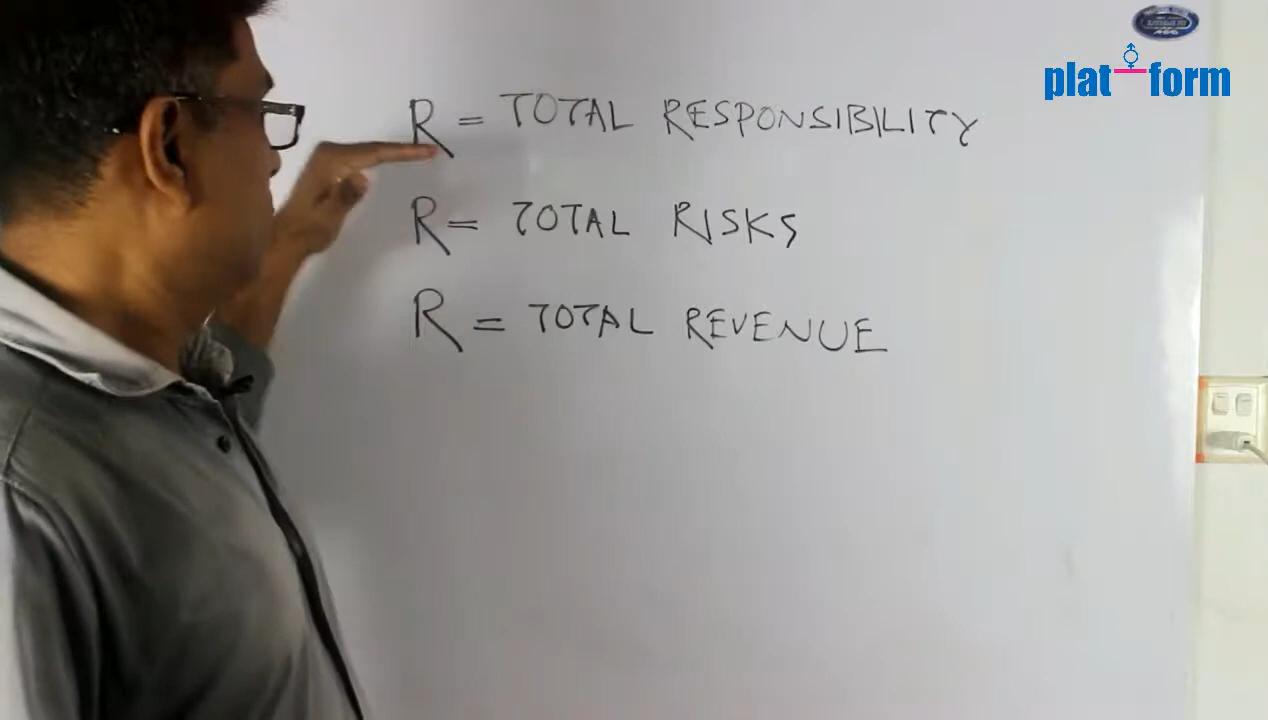 plat form
R = TOTAL RESPONSIBILITY
R = TOTAL RISKS
R = TOTAL REVENUE